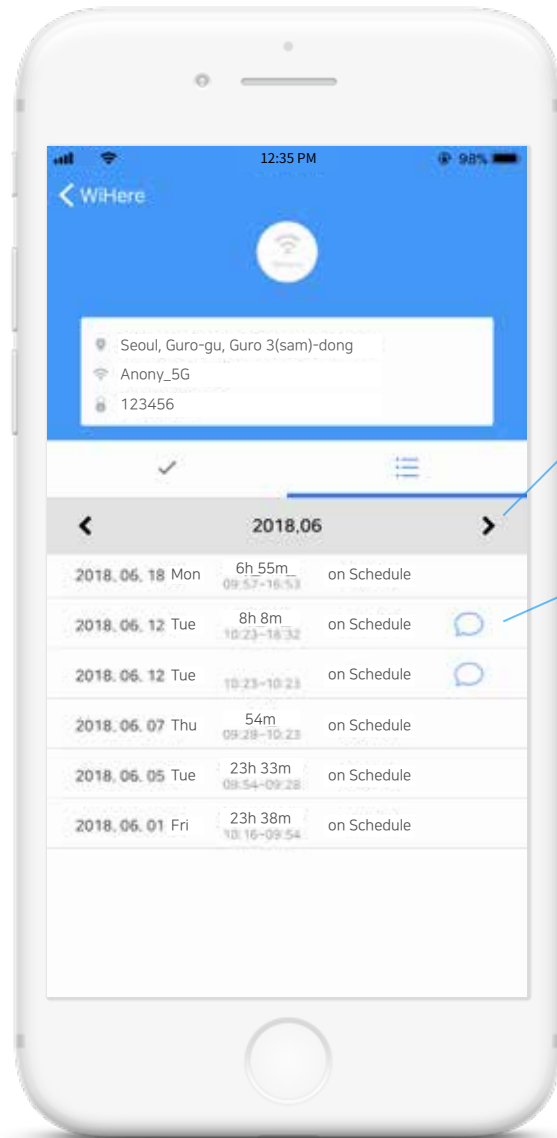 12:35 PM
98%
WiHere
Seoul, Guro-gu, Guro 3(sam)-dong
Anony_5G
123456
2018,06
2018. 06. 18 Mon 6h 55m on Schedule
09:57~16:53
2018. 06. 12 Tue 8h 8m on Schedule
10:23~18:32
2018. 06. 12 Tue on Schedule
10:23~10:23
2018. 06. 07 Thu 54m on Schedule
09:28~10:23
2018. 06. 05 Tue 23h 33m on Schedule
09:54~09:28
2018. 06. 01 Fri 23h 38m on Schedule
10:16~09:54